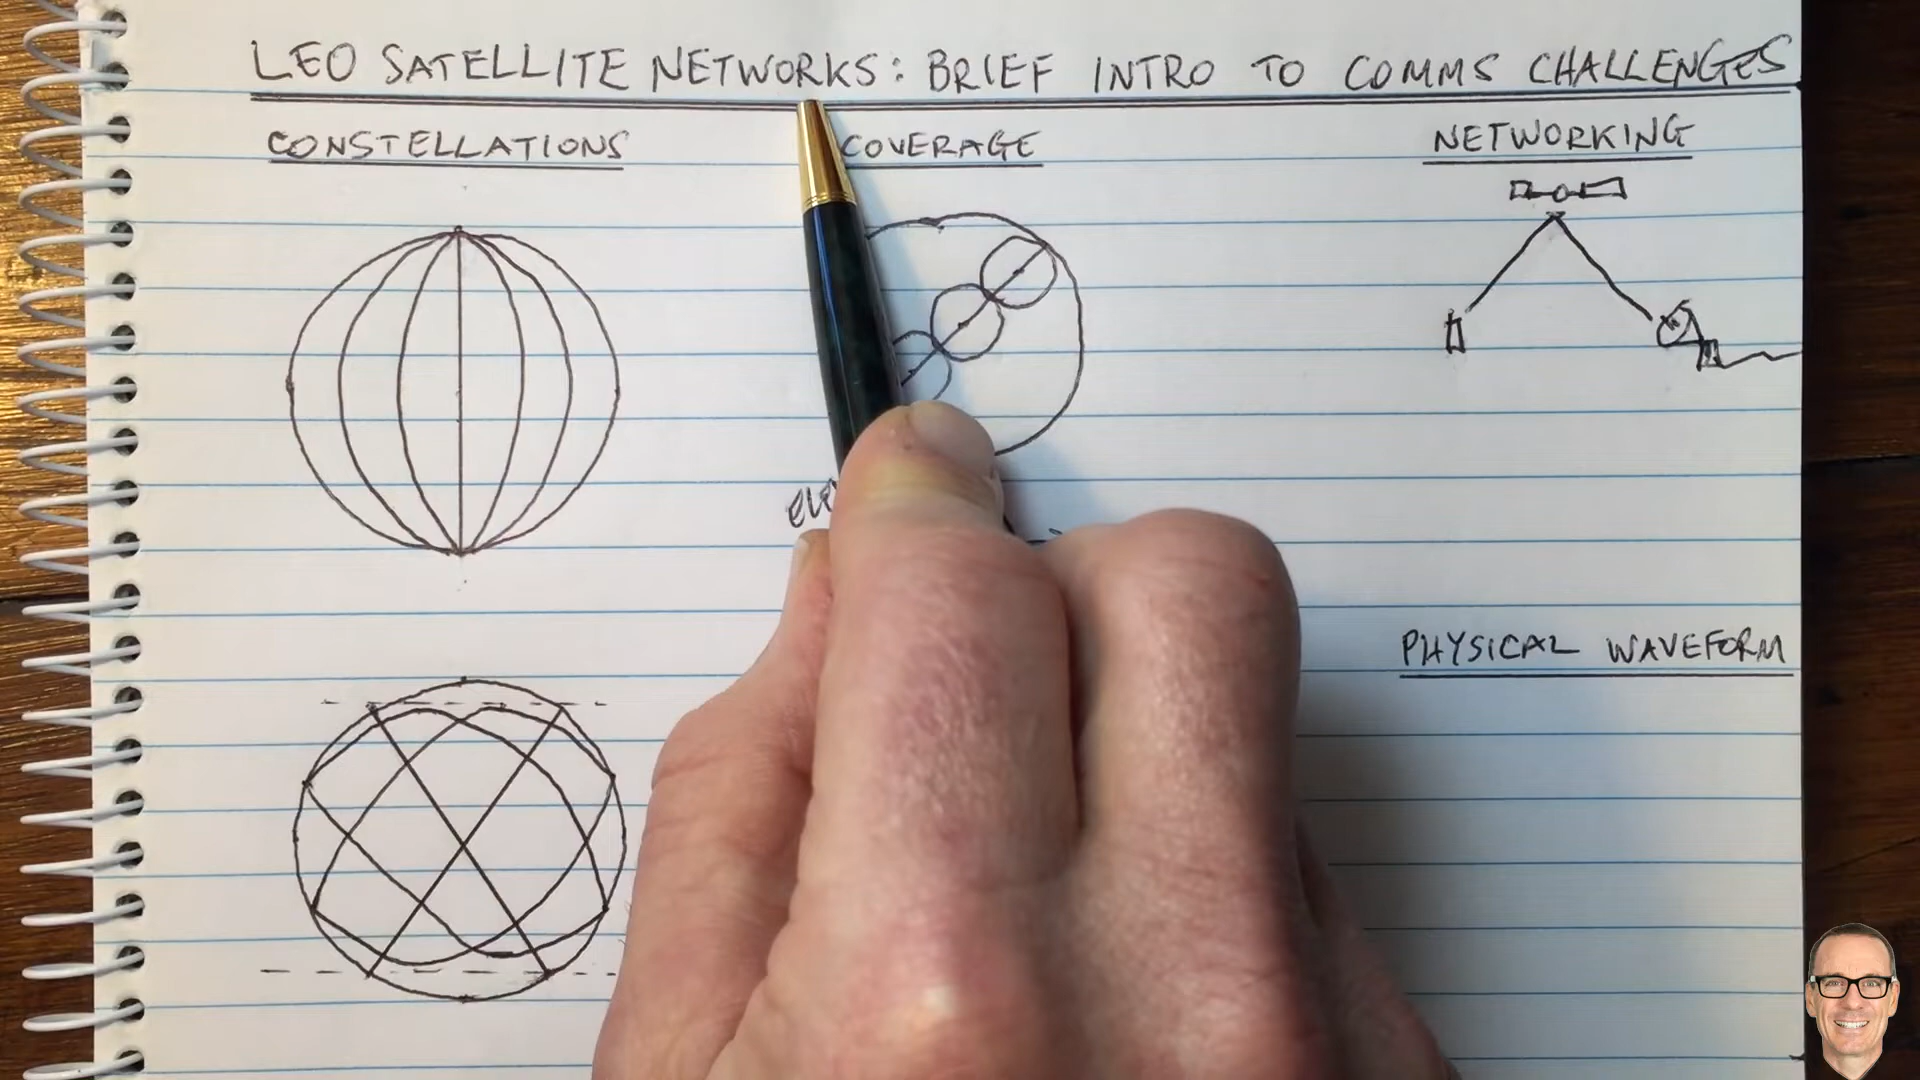 LEO SATELLITE NETWORKS: BRIEF INTRO TO COMMS CHALLENGES
CONSTELLATIONS
COVERAGE
NETWORKING
PHYSICAL WAVEFORM